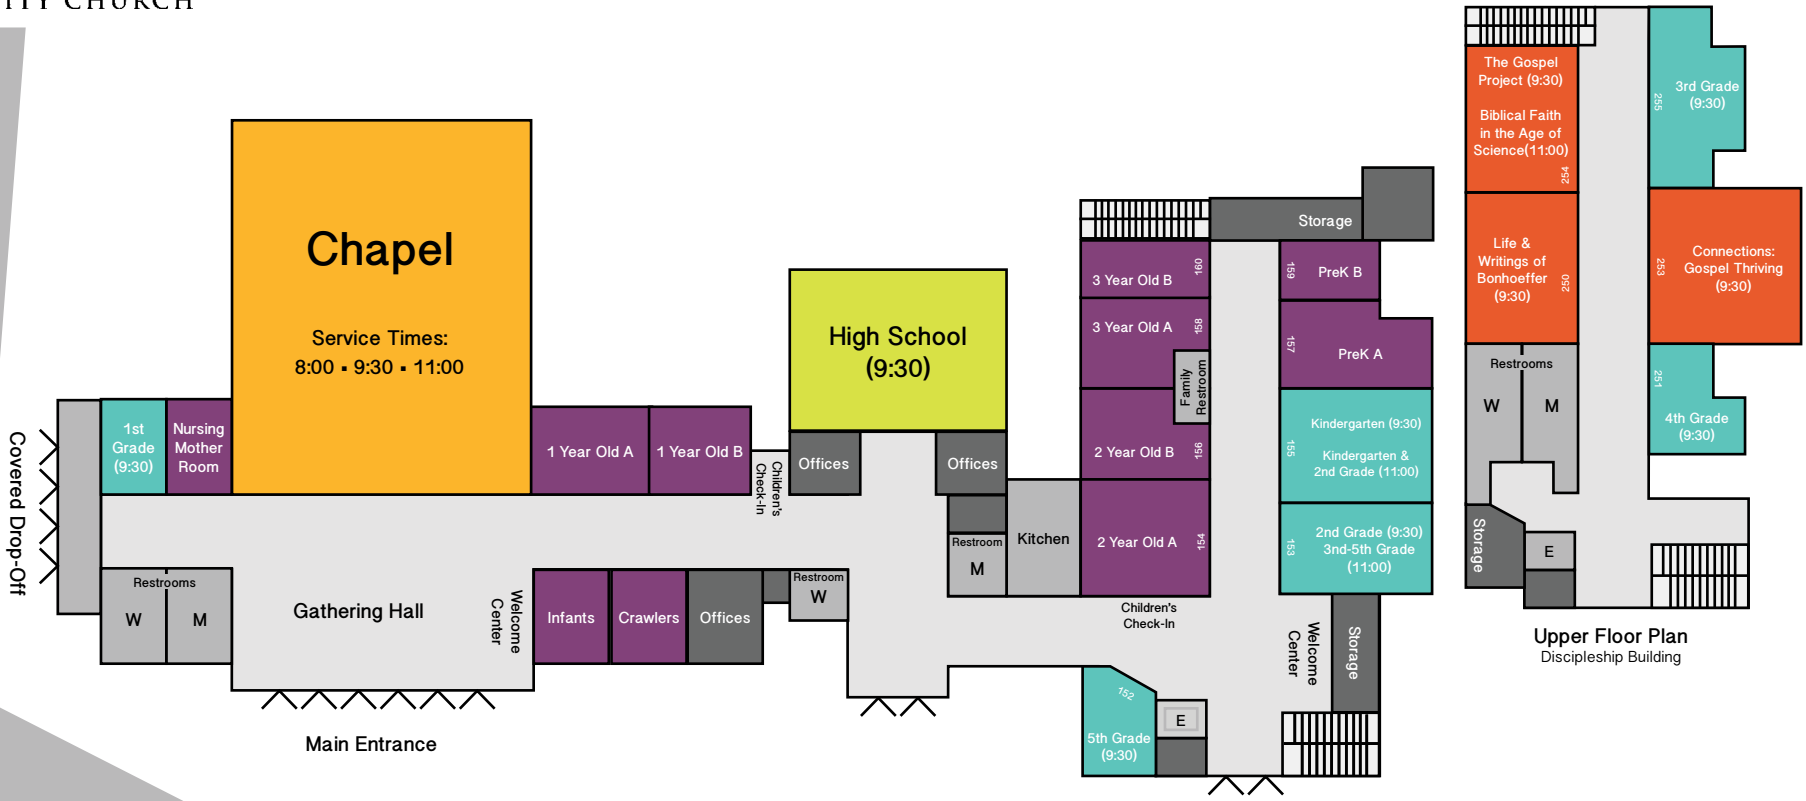 ITY CHURCH
Chapel
Service Times:
8:00 ▪ 9:30 ▪ 11:00
Covered Drop-Off
1st
Grade
(9:30)
Nursing
Mother
Room
1 Year Old A
1 Year Old B
Children's
Check-In
High School
(9:30)
Offices
Offices
Restroom
M
Kitchen
Restrooms
W
M
Gathering Hall
Welcome
Center
Infants
Crawlers
Offices
Restroom
W
Main Entrance
Storage
3 Year Old B
160
3 Year Old A
158
Family
Restroom
2 Year Old B
156
2 Year Old A
154
159
PreK B
157
PreK A
155
Kindergarten (9:30)
Kindergarten &
2nd Grade (11:00)
153
2nd Grade (9:30)
3nd-5th Grade
(11:00)
Children's
Check-In
Welcome
Center
Storage
152
5th Grade
(9:30)
E
The Gospel
Project (9:30)
Biblical Faith
in the Age of
Science(11:00)
254
255
3rd Grade
(9:30)
Life &
Writings of
Bonhoeffer
(9:30)
250
253
Connections:
Gospel Thriving
(9:30)
Restrooms
W
M
251
4th Grade
(9:30)
Storage
E
Upper Floor Plan
Discipleship Building